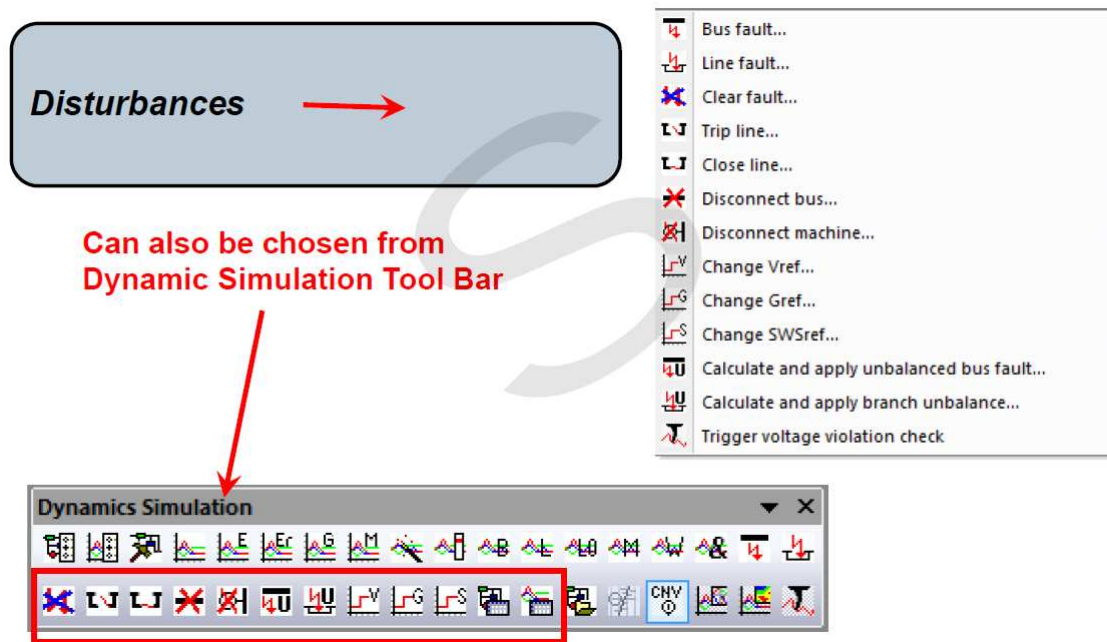 Disturbances
Can also be chosen from
Dynamic Simulation Tool Bar
Bus fault...
Line fault...
Clear fault...
Trip line...
Close line...
Disconnect bus...
Disconnect machine...
Change Vref...
Change Gref...
Change SWSref...
Calculate and apply unbalanced bus fault...
Calculate and apply branch unbalance...
Trigger voltage violation check
Dynamics Simulation
CNV